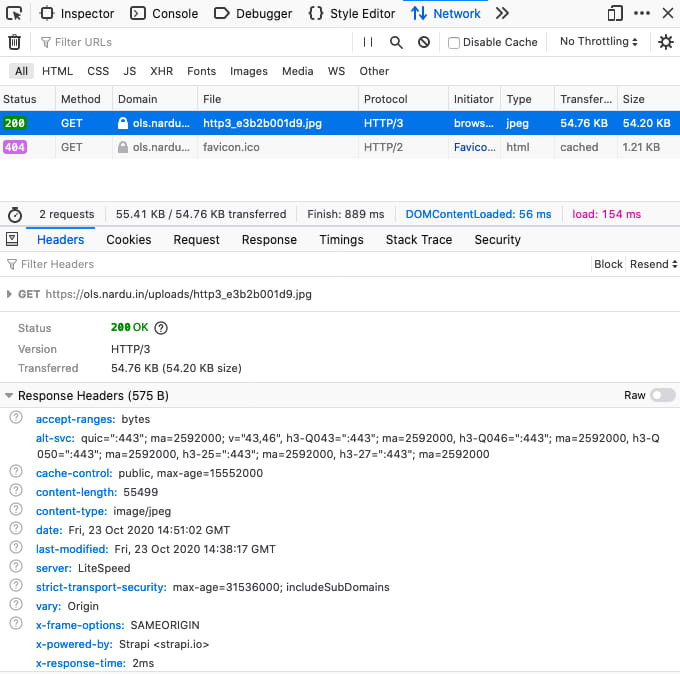 Inspector Console Debugger Style Editor Network
Filter URLs Disable Cache No Throttling
All HTML CSS JS XHR Fonts Images Media WS Other
Status Method Domain File Protocol Initiator Type Transfer... Size
200 GET ols.nardu... http3_e3b2b001d9.jpg HTTP/3 brows... jpeg 54.76 KB 54.20 KB
404 GET ols.nardu... favicon.ico HTTP/2 Favico... html cached 1.21 KB
2 requests 55.41 KB / 54.76 KB transferred Finish: 889 ms DOMContentLoaded: 56 ms load: 154 ms
Headers Cookies Request Response Timings Stack Trace Security
Filter Headers Block Resend
GET https://ols.nardu.in/uploads/http3_e3b2b001d9.jpg
Status 200 OK ?
Version HTTP/3
Transferred 54.76 KB (54.20 KB size)
Response Headers (575 B) Raw
? accept-ranges: bytes
alt-svc: quic=":443"; ma=2592000; v="43,46", h3-Q043=":443"; ma=2592000, h3-Q046=":443"; ma=2592000, h3-Q
050=":443"; ma=2592000, h3-25=":443"; ma=2592000, h3-27=":443"; ma=2592000
? cache-control: public, max-age=15552000
? content-length: 55499
? content-type: image/jpeg
? date: Fri, 23 Oct 2020 14:51:02 GMT
? last-modified: Fri, 23 Oct 2020 14:38:17 GMT
? server: LiteSpeed
? strict-transport-security: max-age=31536000; includeSubDomains
? vary: Origin
? x-frame-options: SAMEORIGIN
x-powered-by: Strapi <strapi.io>
x-response-time: 2ms